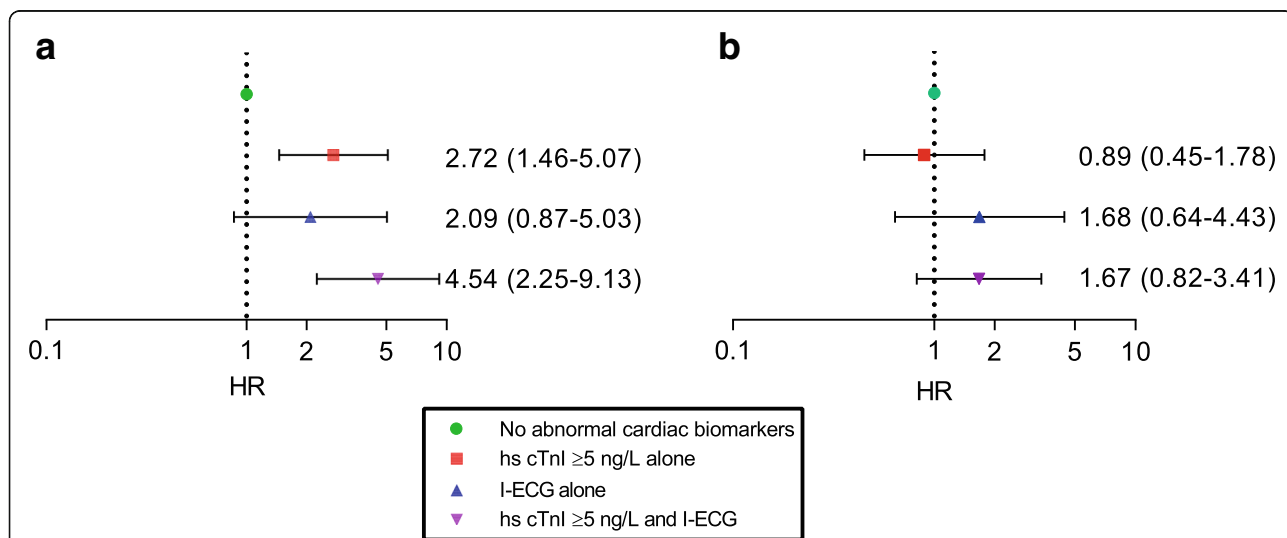 a
2.72 (1.46-5.07)
2.09 (0.87-5.03)
4.54 (2.25-9.13)
0.1 1 2 5 10
HR
b
0.89 (0.45-1.78)
1.68 (0.64-4.43)
1.67 (0.82-3.41)
0.1 1 2 5 10
HR
No abnormal cardiac biomarkers
hs cTnI ≥5 ng/L alone
I-ECG alone
hs cTnI ≥5 ng/L and I-ECG